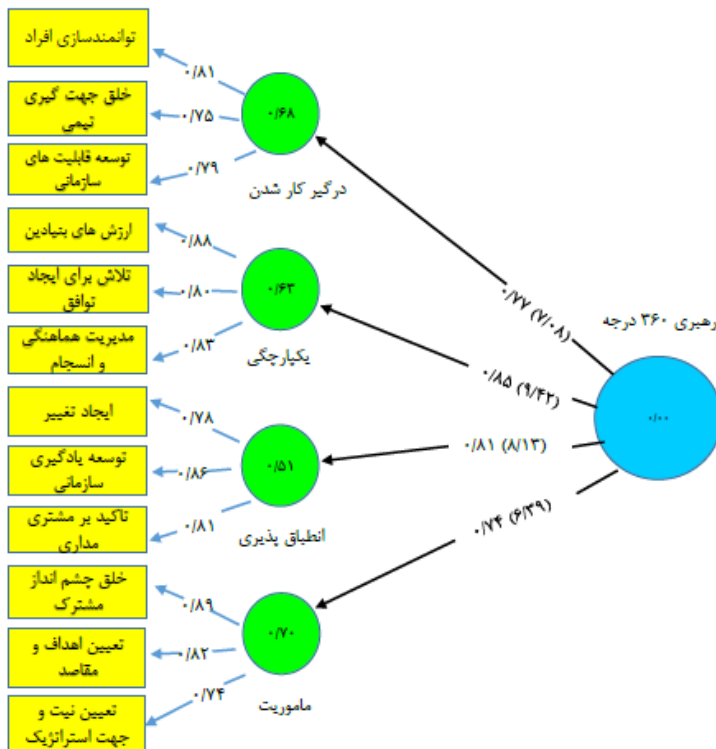 توانمندسازی افراد
۰/۸۱
خلق جهت گیری
تیمی
۰/۷۵
۰/۶۸
توسعه قابلیت های
سازمانی
۰/۷۹
درگیر کار شدن
ارزش های بنیادین
۰/۸۸
۰/۷۷ (۷/۰۸)
تلاش برای ایجاد
توافق
۰/۸۰
۰/۶۳
رهبری ۳۶۰ درجه
مدیریت هماهنگی
و انسجام
۰/۸۳
یکپارچگی
۰/۸۵ (۹/۴۲)
ایجاد تغییر
۰/۷۸
۰/۰۰
توسعه یادگیری
سازمانی
۰/۸۶
۰/۵۱
۰/۸۱ (۸/۱۳)
تاکید بر مشتری
مداری
۰/۸۱
انطباق پذیری
۰/۷۴ (۶/۳۹)
خلق چشم انداز
مشترک
۰/۸۹
تعیین اهداف و
مقاصد
۰/۸۲
۰/۷۰
تعیین نیت و
جهت استراتژیک
۰/۷۴
ماموریت